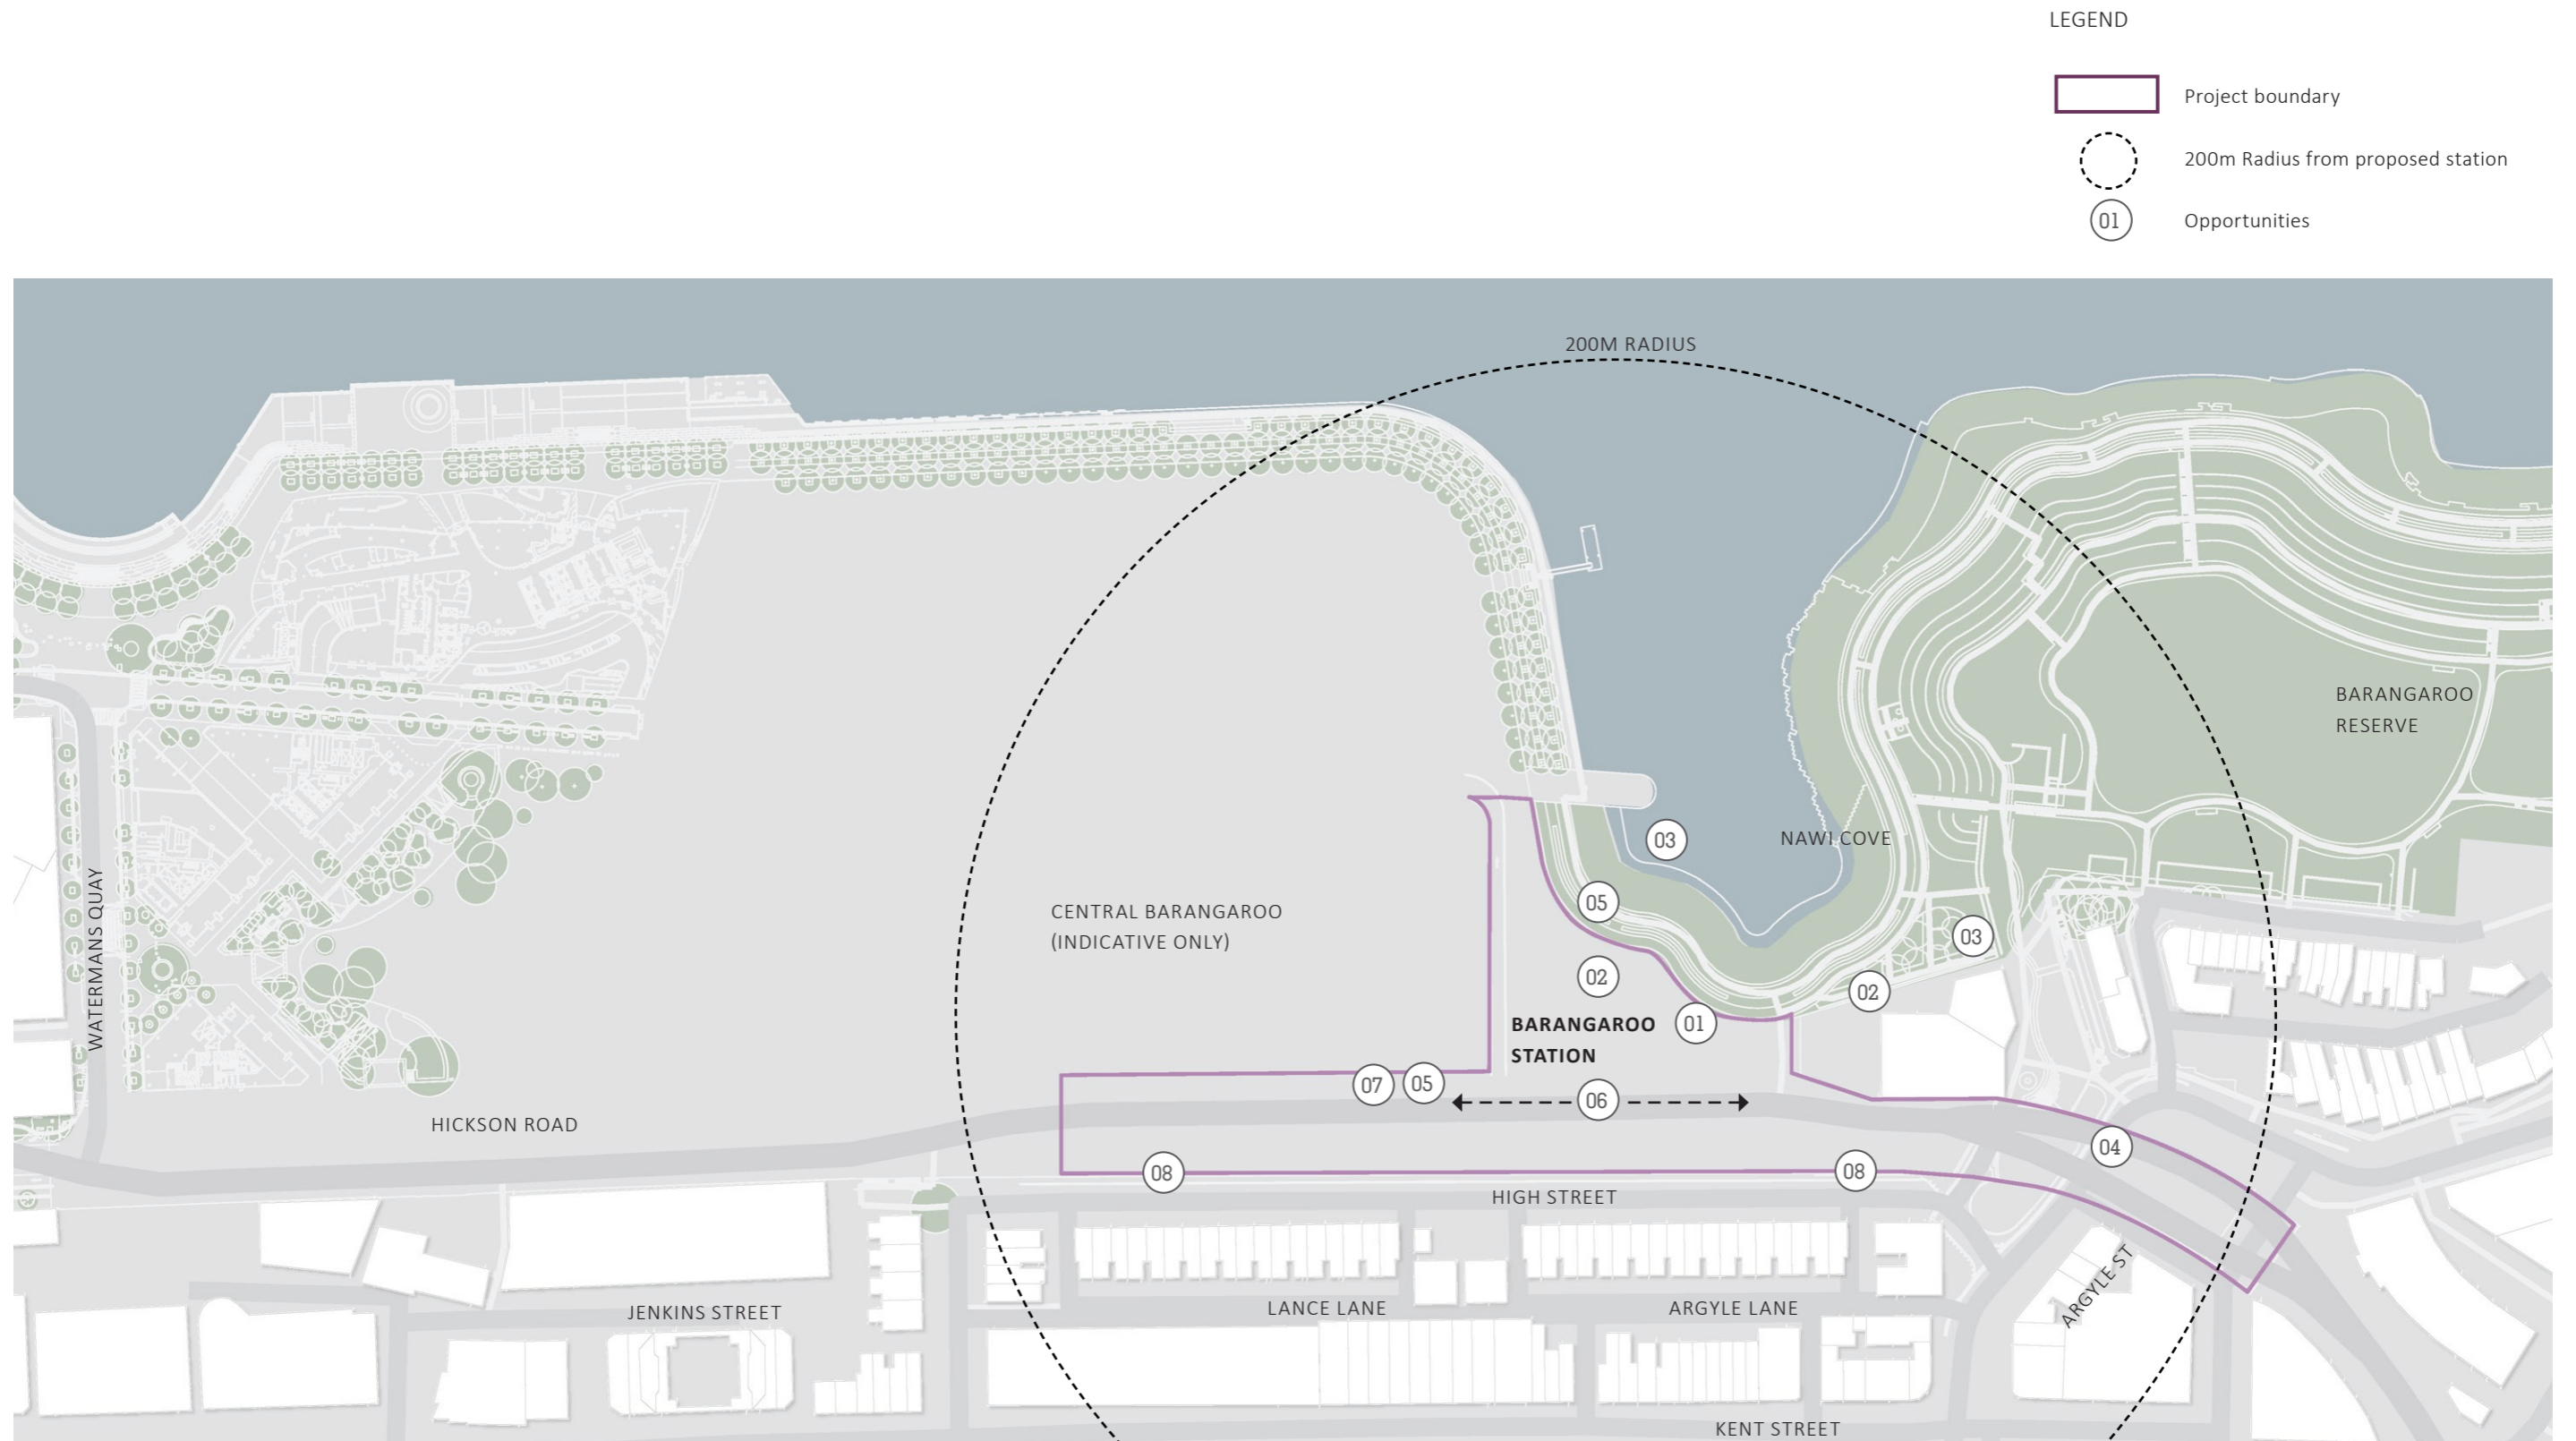 LEGEND
Project boundary
200m Radius from proposed station
01
Opportunities
200M RADIUS
BARANGAROO
RESERVE
03
NAWI COVE
WATERMANS QUAY
05
CENTRAL BARANGAROO
(INDICATIVE ONLY)
03
02
02
BARANGAROO
STATION
01
07
05
06
HICKSON ROAD
04
08
08
HIGH STREET
ARGYLE ST
JENKINS STREET
LANCE LANE
ARGYLE LANE
KENT STREET